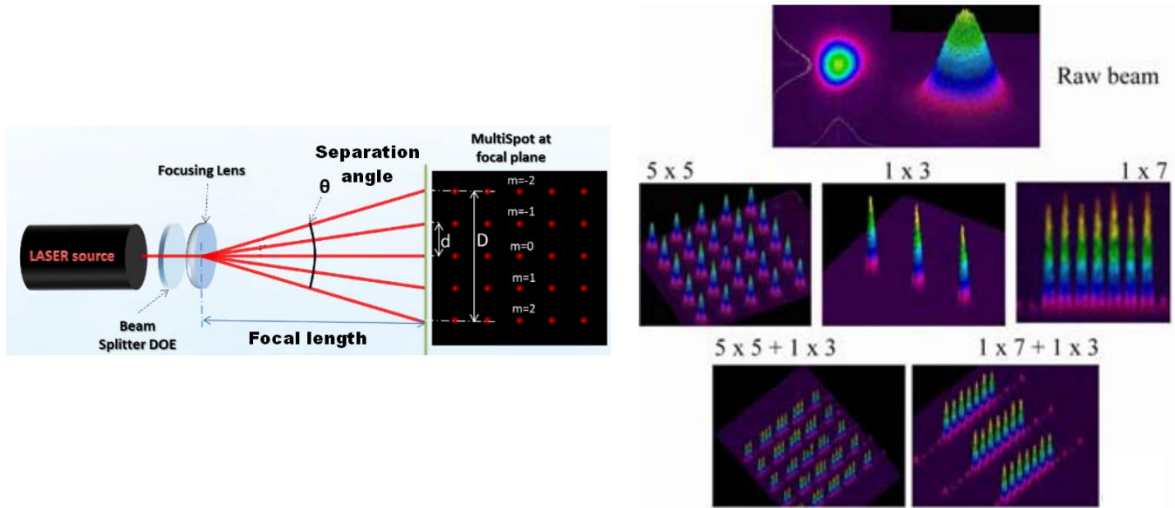 MultiSpot at
focal plane
Separation
angle
Focusing Lens
θ
m=-2
m=-1
d
D
m=0
LASER source
m=1
m=2
Beam
Splitter DOE
Focal length
Raw beam
5 x 5
1 x 3
1 x 7
5 x 5 + 1 x 3
1 x 7 + 1 x 3